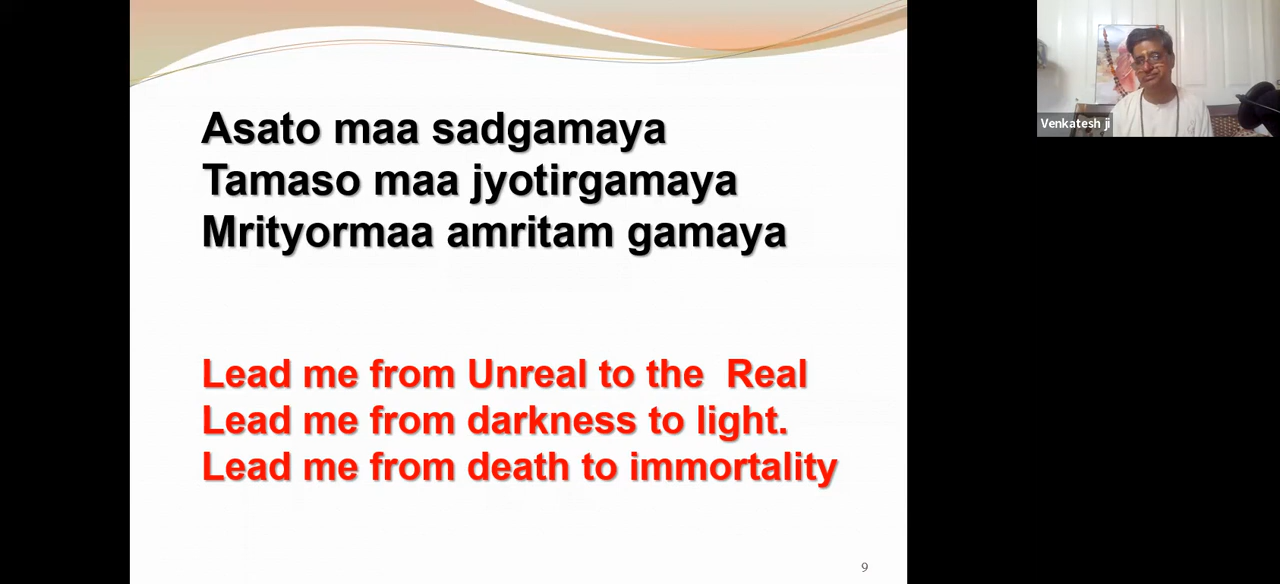 Asato maa sadgamaya
Tamaso maa jyotirgamaya
Mrityormaa amritam gamaya
Lead me from Unreal to the Real
Lead me from darkness to light.
Lead me from death to immortality
9
Venkatesh ji